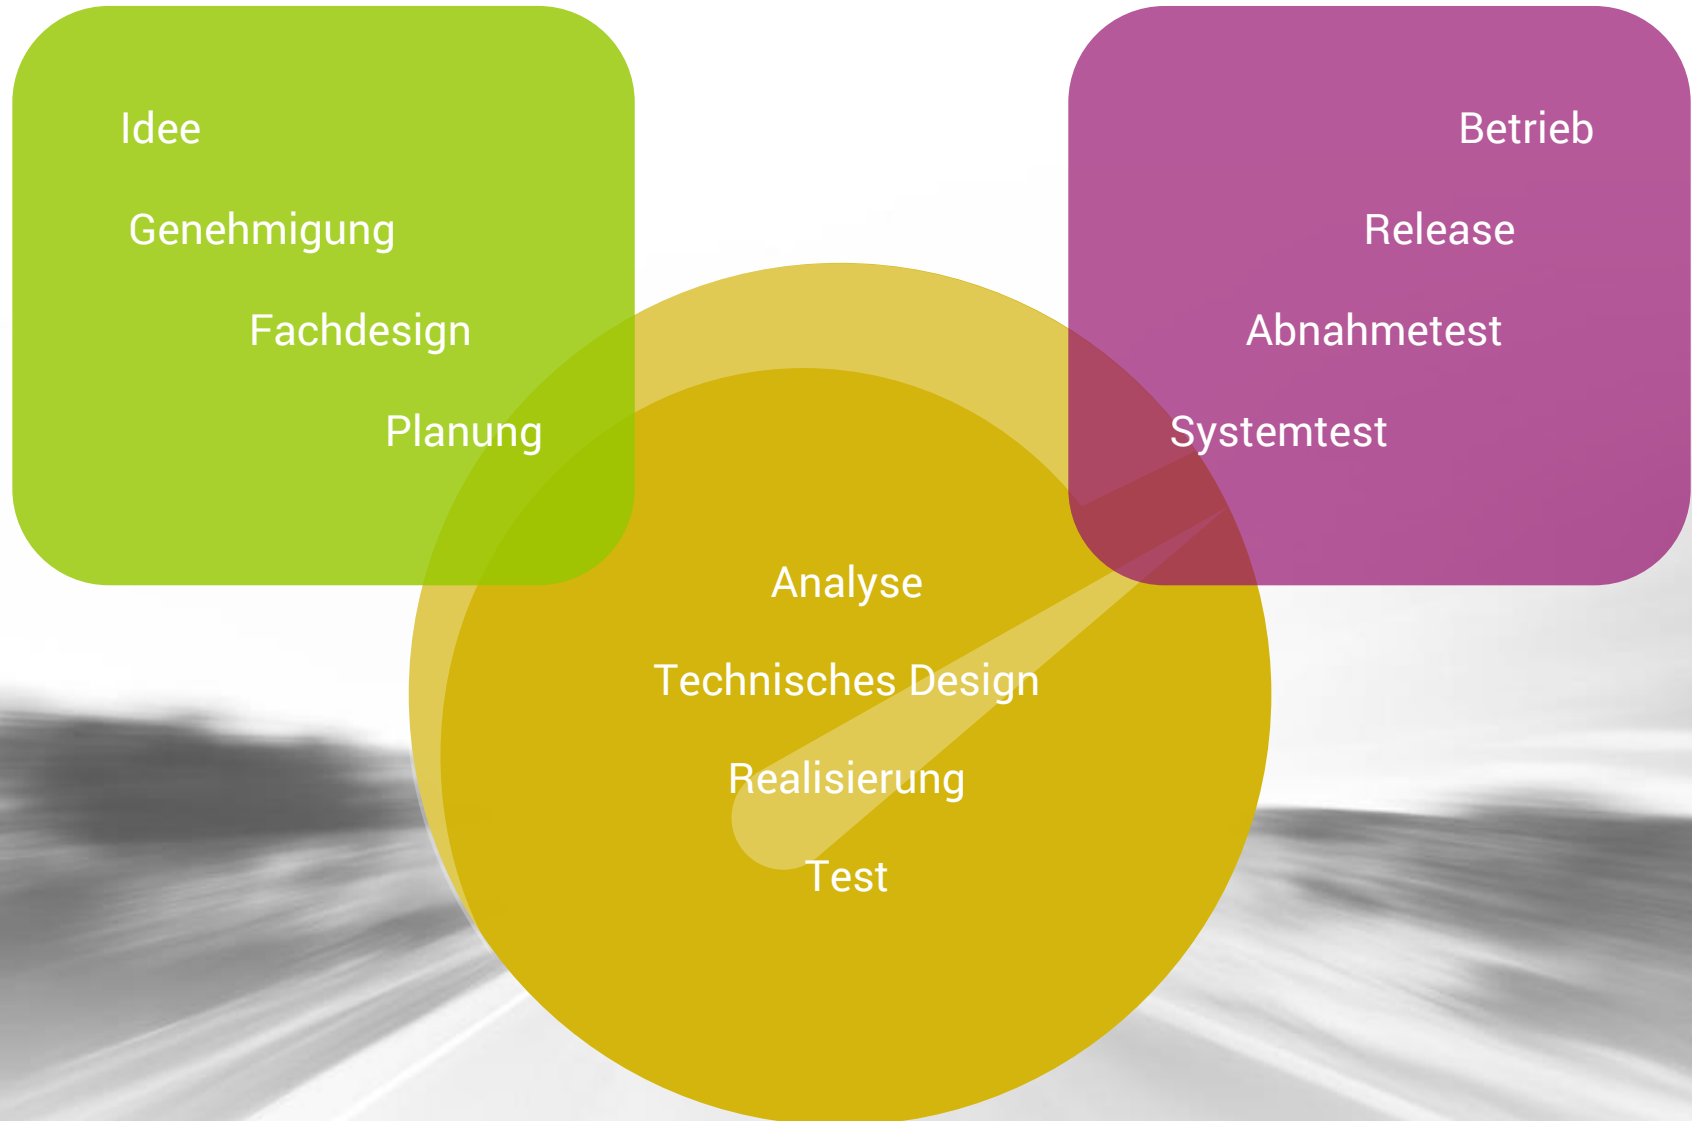 Idee
Genehmigung
Fachdesign
Planung
Betrieb
Release
Abnahmetest
Systemtest
Analyse
Technisches Design
Realisierung
Test